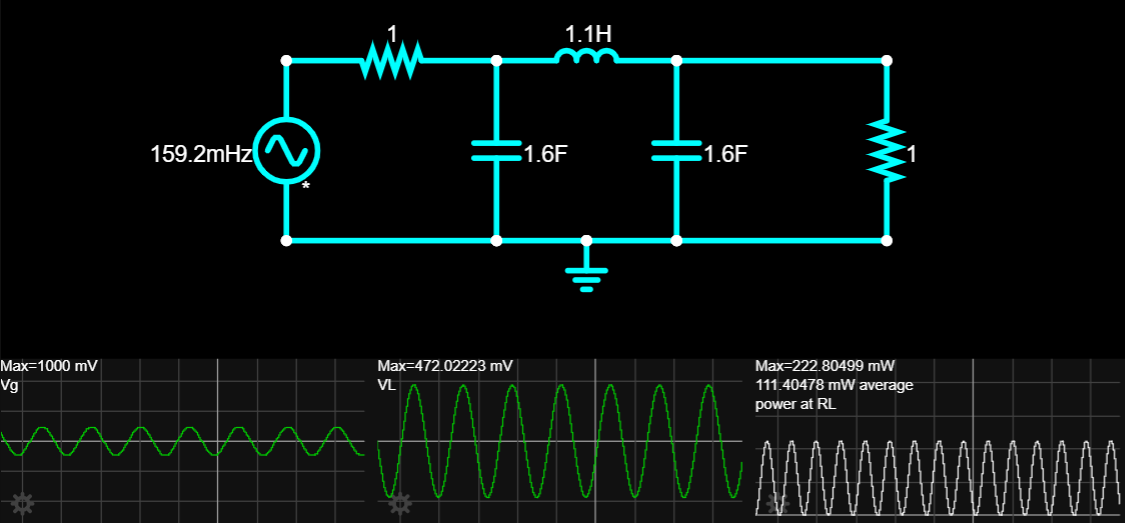 1
1.1H
159.2mHz
*
1.6F
1.6F
1
Max=1000 mV
Vg
Max=472.02223 mV
VL
Max=222.80499 mW
111.40478 mW average
power at RL